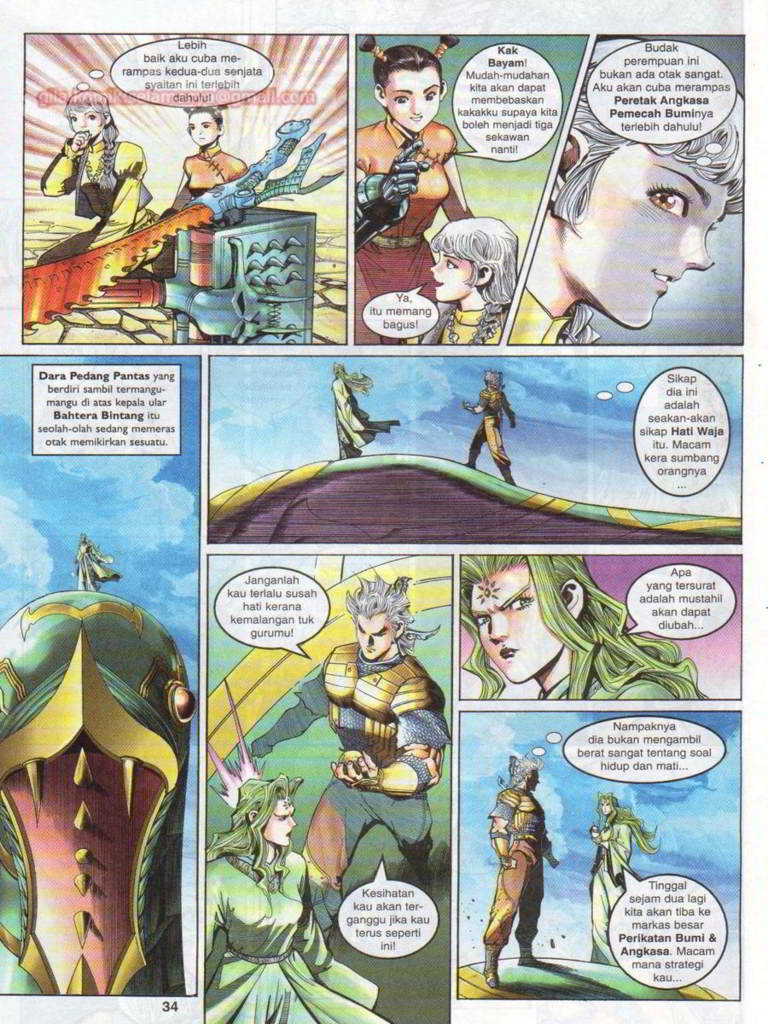 Lebih
baik aku cuba me-
rampas kedua-dua senjata
syaitan ini terlebih
dahulu!
Kak
Bayam!
Mudah-mudahan
kita akan dapat
membebaskan
kakakku supaya kita
boleh menjadi tiga
sekawan
nanti!
Ya,
itu memang
bagus!
Budak
perempuan ini
bukan ada otak sangat.
Aku akan cuba merampas
Peretak Angkasa
Pemecah Buminya
terlebih dahulu!
Dara Pedang Pantas yang
berdiri sambil termangu-
mangu di atas kepala ular
Bahtera Bintang itu
seolah-olah sedang memeras
otak memikirkan sesuatu.
Sikap
dia ini
adalah
seakan-akan
sikap Hati Waja
itu. Macam
kera sumbang
orangnya
...
Janganlah
kau terlalu susah
hati kerana
kemalangan tuk
gurumu!
Kesihatan
kau akan ter-
ganggu jika kau
terus seperti
ini!
Apa
yang tersurat
adalah mustahil
akan dapat
diubah...
Nampaknya
dia bukan mengambil
berat sangat tentang soal
hidup dan mati...
Tinggal
sejam dua lagi
kita akan tiba ke
markas besar
Perikatan Bumi &
Angkasa. Macam
mana strategi
kau...
34